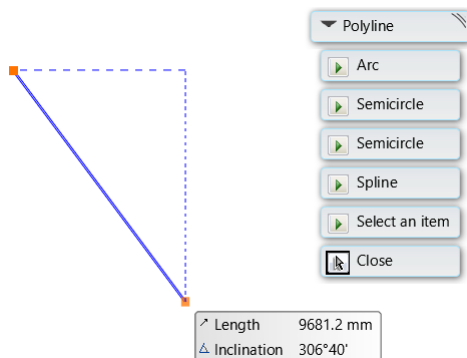 Polyline
Arc
Semicircle
Semicircle
Spline
Select an item
Close
Length 9681.2 mm
Inclination 306°40'